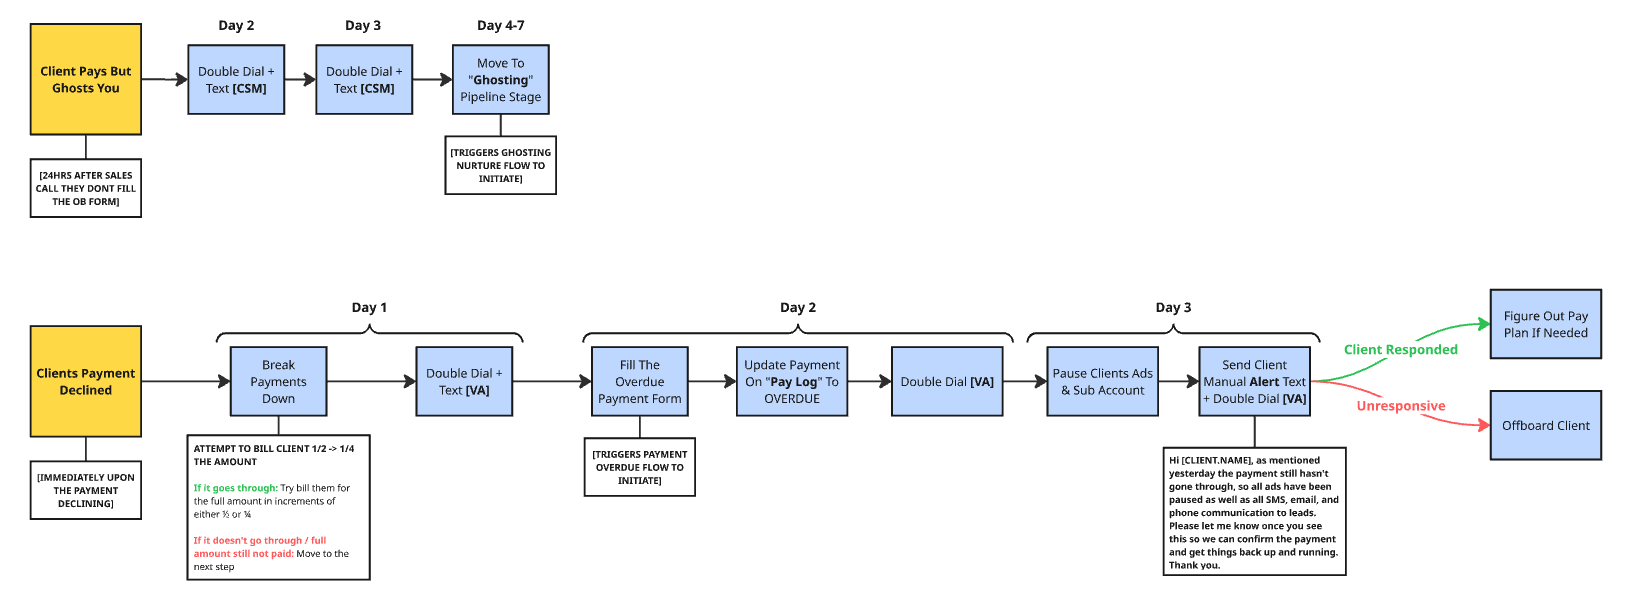 Day 2
Day 3
Day 4-7
Client Pays But
Ghosts You
Double Dial +
Text [CSM]
Double Dial +
Text [CSM]
Move To
"Ghosting"
Pipeline Stage
[24HRS AFTER SALES
CALL THEY DONT FILL
THE OB FORM]
[TRIGGERS GHOSTING
NURTURE FLOW TO
INITIATE]
Day 1
Day 2
Day 3
Clients Payment
Declined
Break
Payments
Down
Double Dial +
Text [VA]
Fill The
Overdue
Payment Form
Update Payment
On "Pay Log" To
OVERDUE
Double Dial [VA]
Pause Clients Ads
& Sub Account
Send Client
Manual Alert Text
+ Double Dial [VA]
Client Responded
Figure Out Pay
Plan If Needed
Unresponsive
Offboard Client
[IMMEDIATELY UPON
THE PAYMENT
DECLINING]
ATTEMPT TO BILL CLIENT 1/2 -> 1/4
THE AMOUNT
If it goes through: Try bill them for
the full amount in increments of
either ½ or ¼
If it doesn't go through / full
amount still not paid: Move to the
next step
[TRIGGERS PAYMENT
OVERDUE FLOW TO
INITIATE]
Hi [CLIENT.NAME], as mentioned
yesterday the payment still hasn't
gone through, so all ads have been
paused as well as all SMS, email, and
phone communication to leads.
Please let me know once you see
this so we can confirm the payment
and get things back up and running.
Thank you.